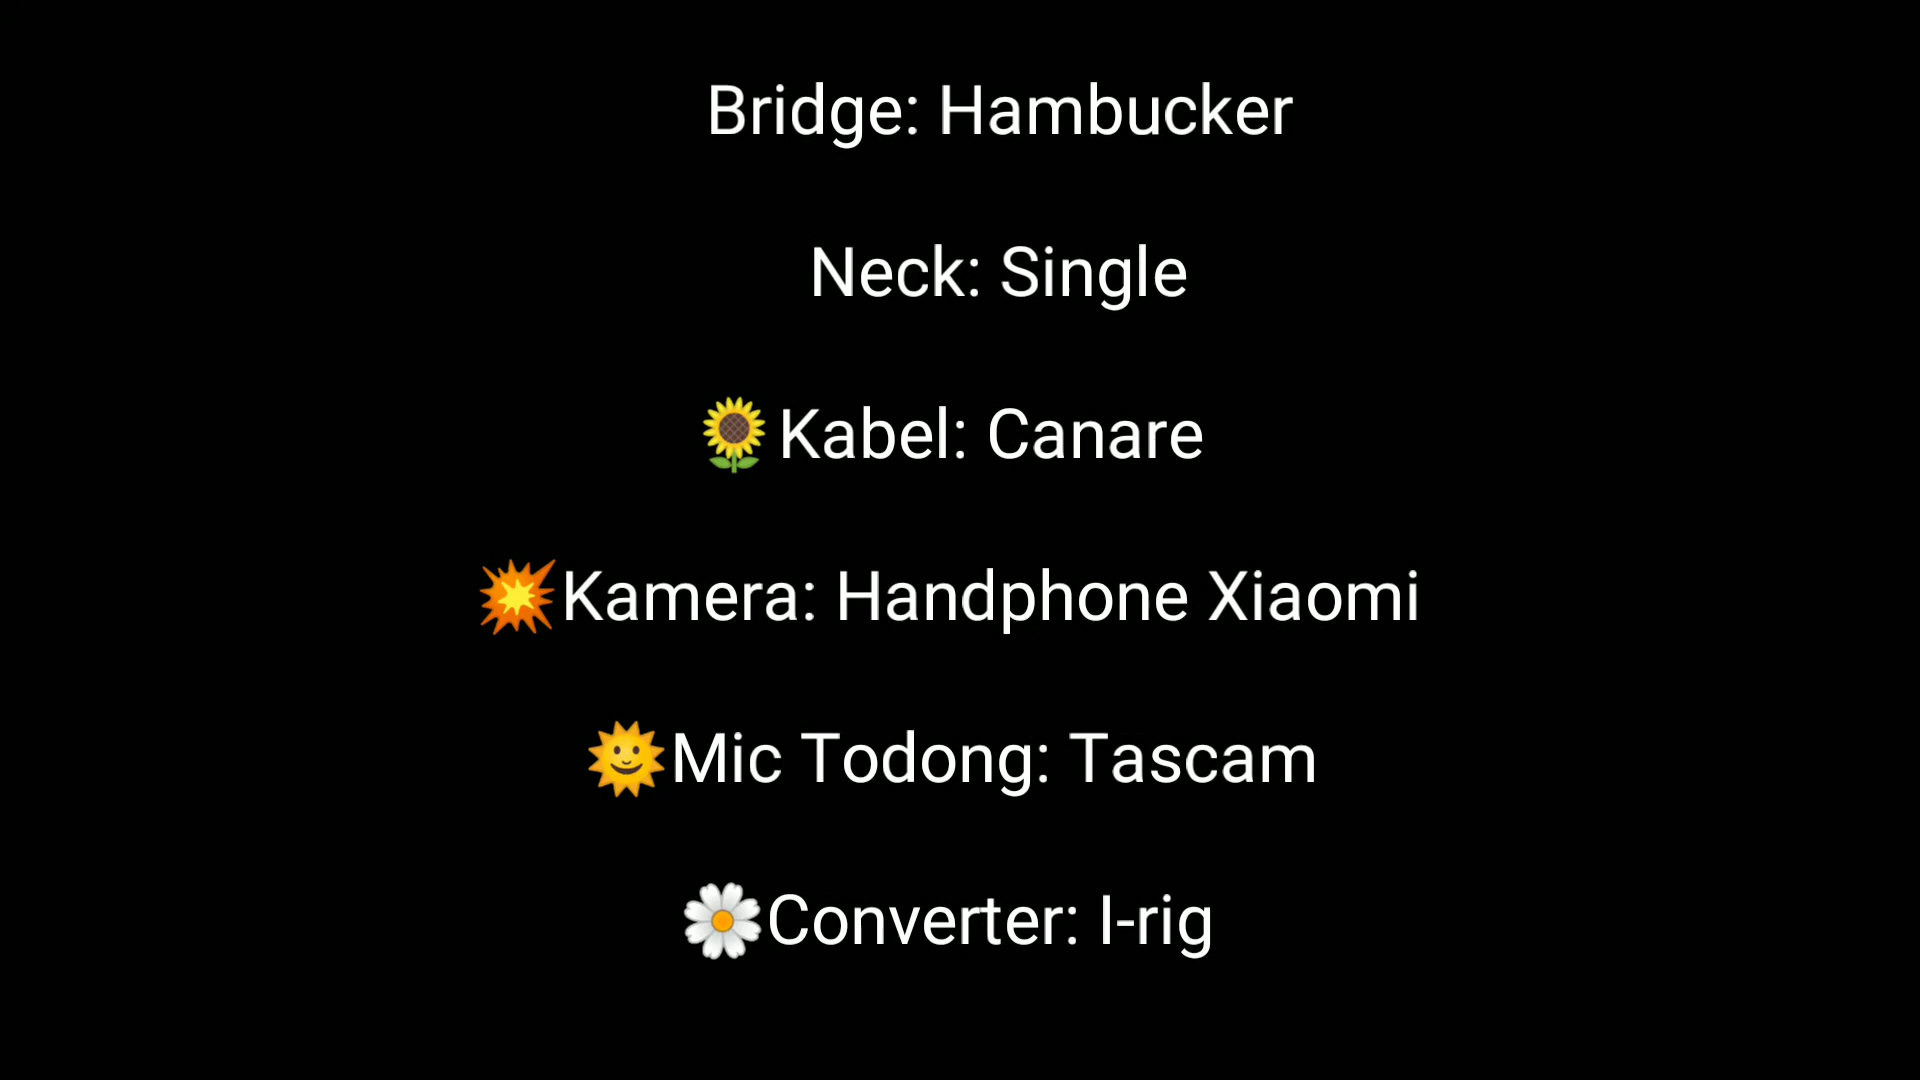 Bridge: Hambucker
Neck: Single
🌻Kabel: Canare
💥Kamera: Handphone Xiaomi
🌞Mic Todong: Tascam
🌼Converter: I-rig